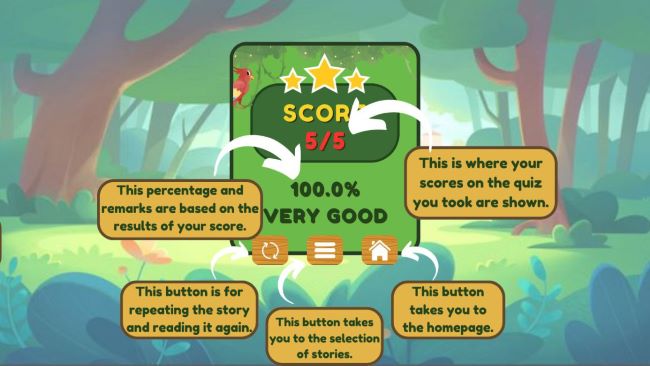 SCORE
5/5
100.0%
VERY GOOD
This is where your
scores on the quiz
you took are shown.
This percentage and
remarks are based on the
results of your score.
This button is for
repeating the story
and reading it again.
This button takes
you to the selection
of stories.
This button
takes you to
the homepage.